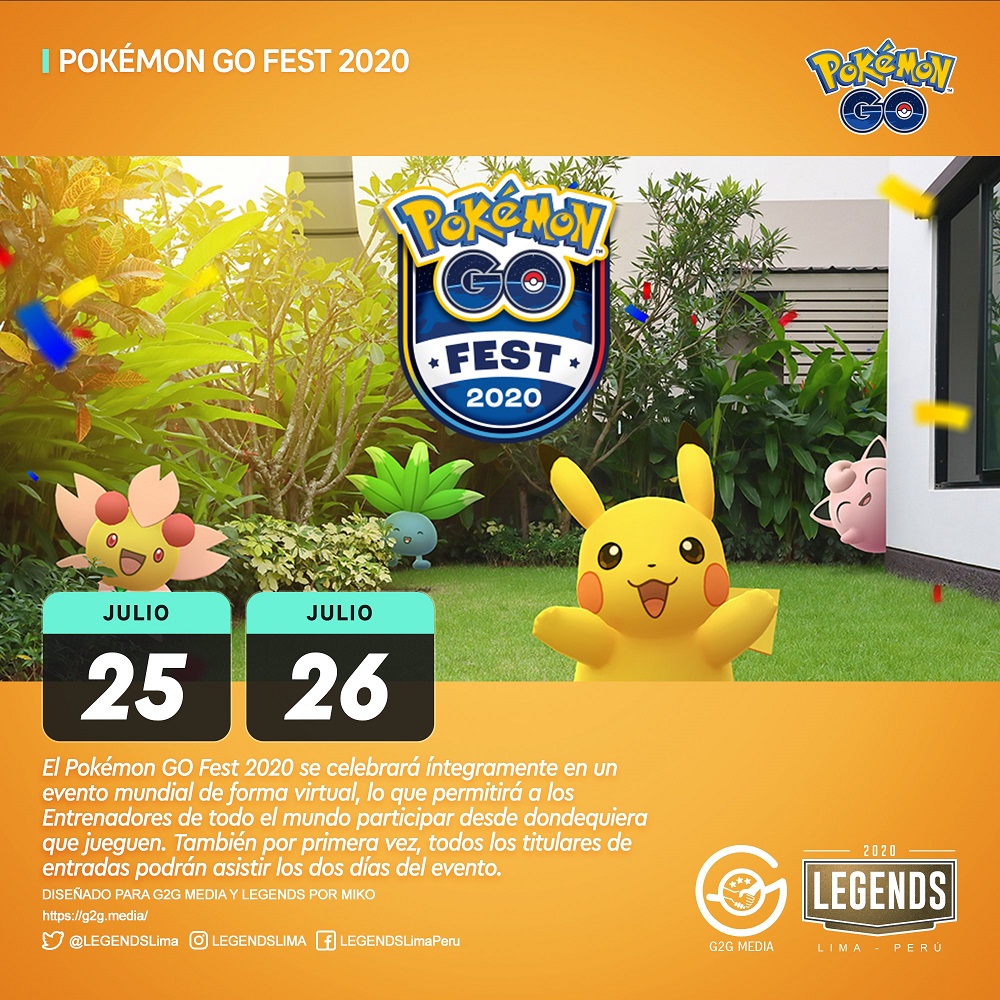 POKÉMON GO FEST 2020
POKÉMON
GO
POKÉMON
GO
FEST
2020
JULIO
JULIO
25
26
El Pokémon GO Fest 2020 se celebrará íntegramente en un
evento mundial de forma virtual, lo que permitirá a los
Entrenadores de todo el mundo participar desde dondequiera
que jueguen. También por primera vez, todos los titulares de
entradas podrán asistir los dos días del evento.
DISEÑADO PARA G2G MEDIA Y LEGENDS POR MIKO
https://g2g.media/
@LEGENDSLima LEGENDSLIMA LEGENDSLimaPeru
G2G MEDIA
2020
LEGENDS
LIMA - PERÚ